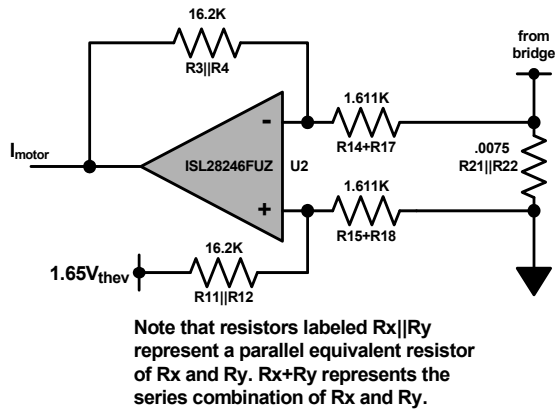 16.2K
R3||R4
from
bridge
1.611K
R14+R17
-
I motor
ISL28246FUZ
U2
.0075
R21||R22
+
1.611K
R15+R18
16.2K
1.65Vthev
R11||R12
Note that resistors labeled Rx||Ry
represent a parallel equivalent resistor
of Rx and Ry. Rx+Ry represents the
series combination of Rx and Ry.